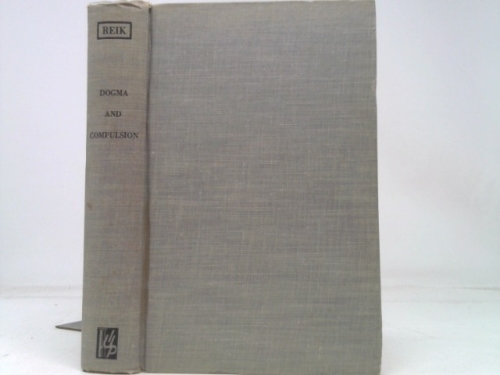 REIK
DOGMA
AND
COMPULSION